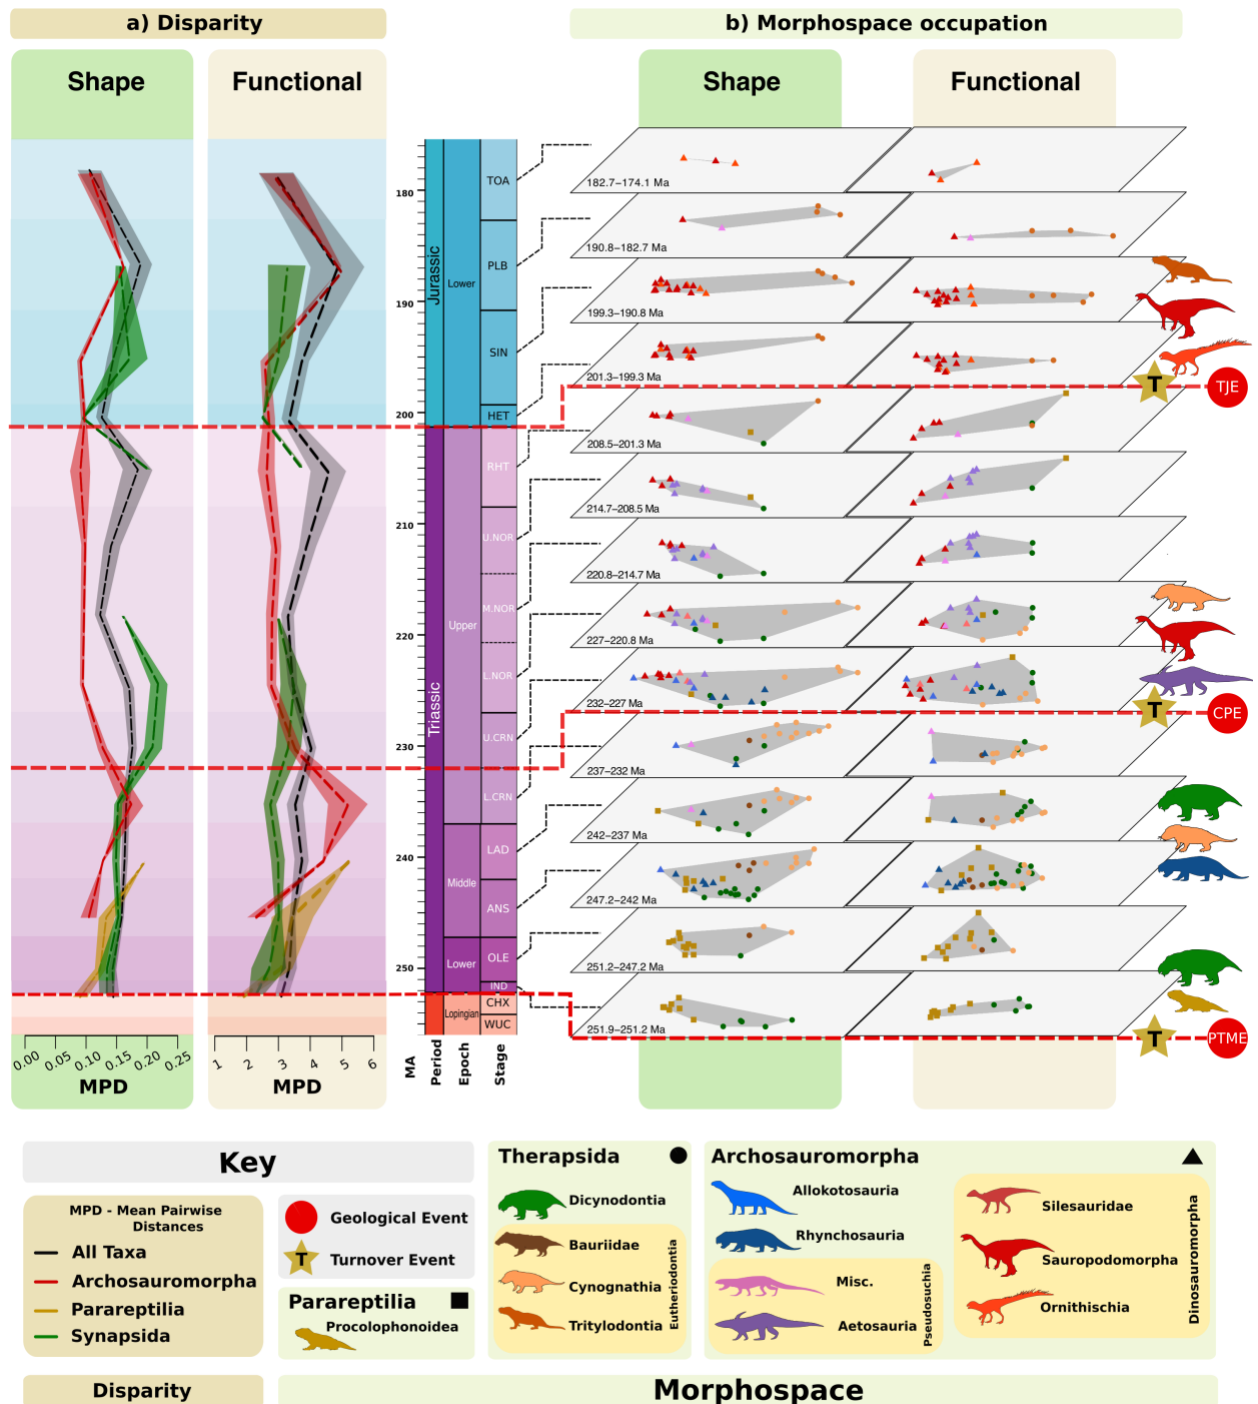 a) Disparity
b) Morphospace occupation
Shape
Functional
Shape
Functional
180
190
200
210
220
230
240
250
Jurassic
Triassic
Lower
Upper
Middle
Lower
Lopingian
TOA
PLB
SIN
HET
RHT
U.NOR
M.NOR
L.NOR
U.CRN
L.CRN
LAD
ANS
OLE
IND
CHX
WUC
182.7–174.1 Ma
190.8–182.7 Ma
199.3–190.8 Ma
201.3–199.3 Ma
208.5–201.3 Ma
214.7–208.5 Ma
220.8–214.7 Ma
227–220.8 Ma
232–227 Ma
237–232 Ma
242–237 Ma
247.2–242 Ma
251.2–247.2 Ma
251.9–251.2 Ma
T
TJE
T
CPE
T
PTME
0.00 0.05 0.10 0.15 0.20 0.25
MPD
1 2 3 4 5 6
MPD
MA
Period
Epoch
Stage
Key
MPD - Mean Pairwise
Distances
All Taxa
Archosauromorpha
Parareptilia
Synapsida
Geological Event
T
Turnover Event
Parareptilia
Procolophonoidea
Therapsida
Dicynodontia
Bauriidae
Cynognathia
Tritylodontia
Eutheriodontia
Archosauromorpha
Allokotosauria
Rhynchosauria
Misc.
Aetosauria
Pseudosuchia
Silesauridae
Sauropodomorpha
Ornithischia
Dinosauromorpha
Disparity
Morphospace